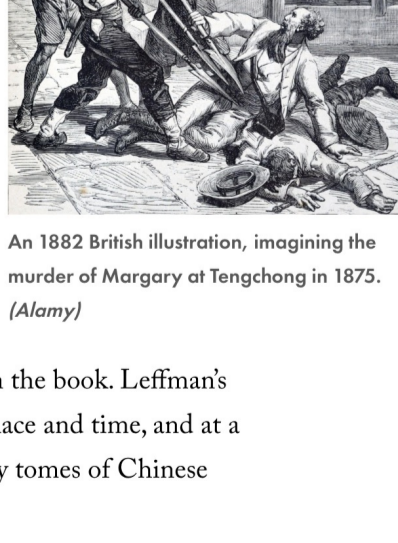 An 1882 British illustration, imagining the
murder of Margary at Tengchong in 1875.
(Alamy)
the book. Leffman's
and time, and at a
tomes of Chinese